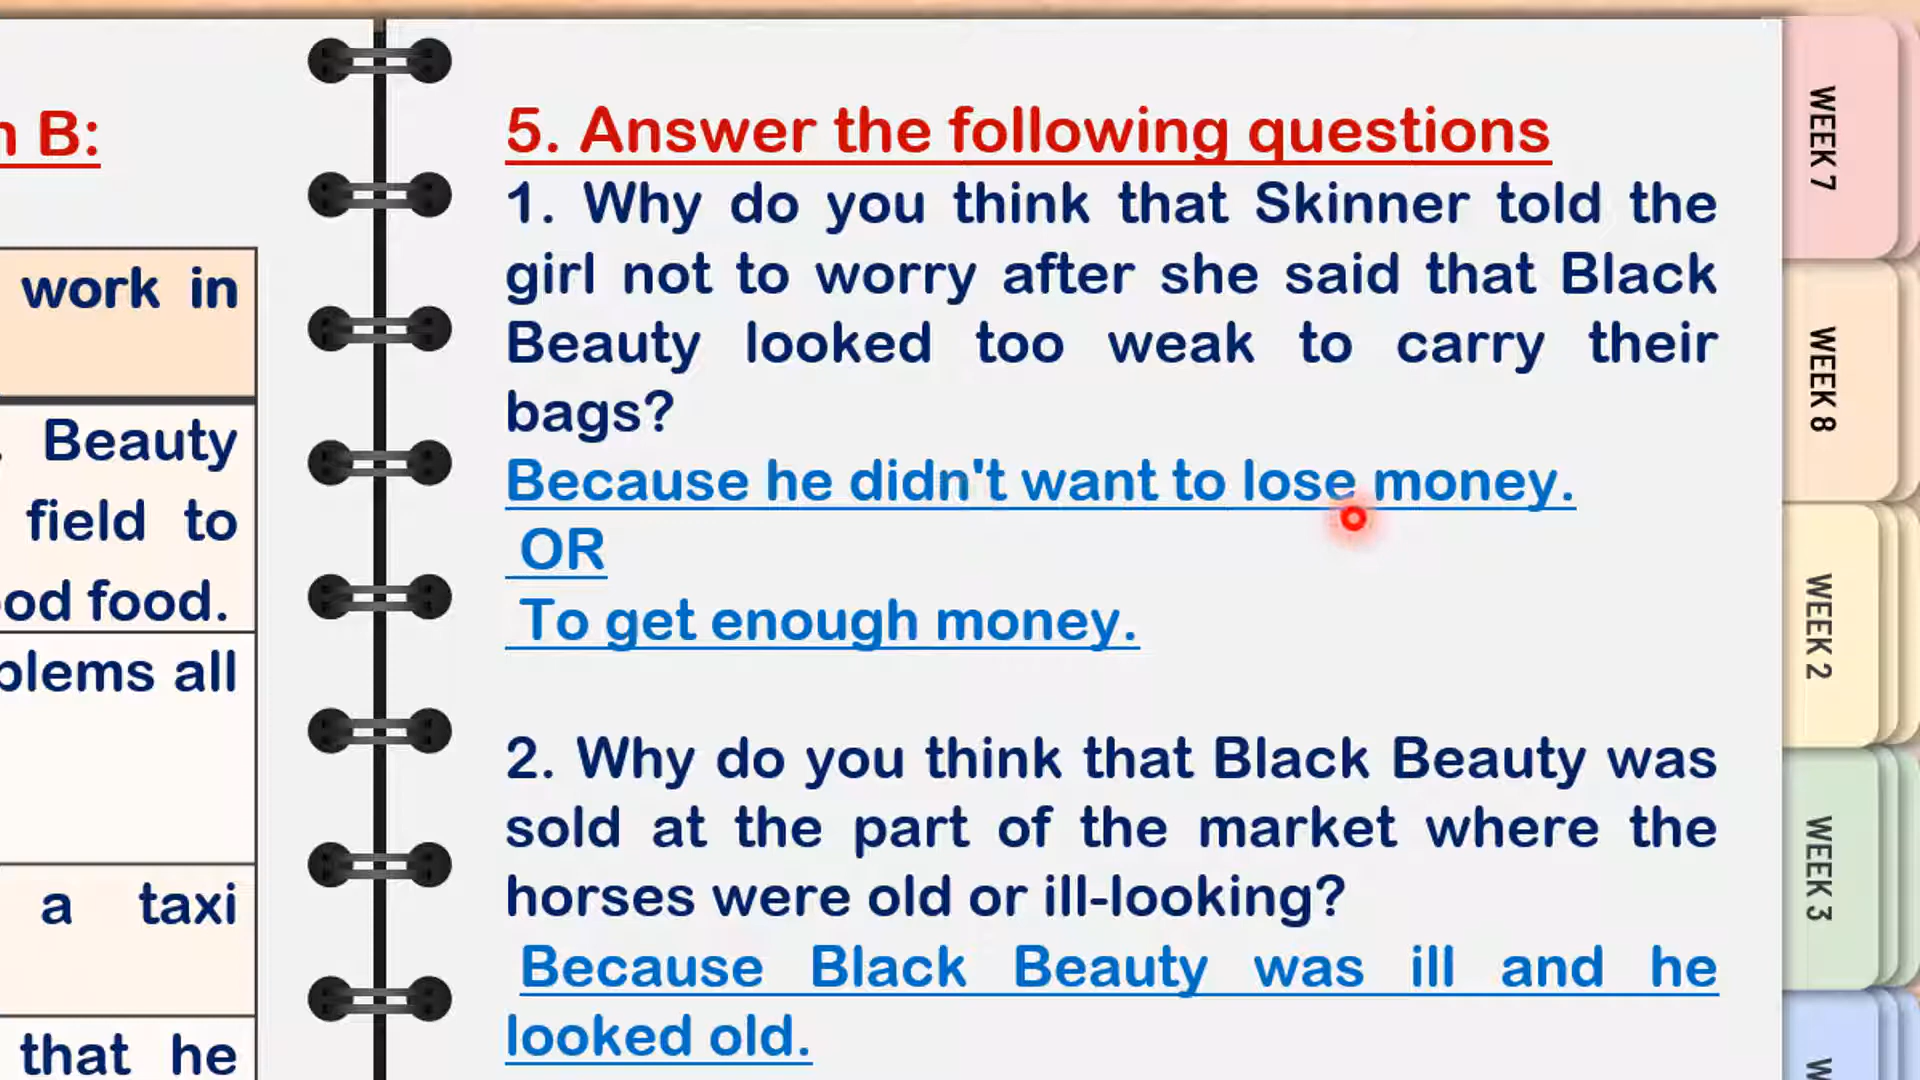 n B:
work in
Beauty
field to
ood food.
blems all
a taxi
that he
5. Answer the following questions
1. Why do you think that Skinner told the
girl not to worry after she said that Black
Beauty looked too weak to carry their
bags?
Because he didn't want to lose money.
OR
To get enough money.
2. Why do you think that Black Beauty was
sold at the part of the market where the
horses were old or ill-looking?
Because Black Beauty was ill and he
looked old.
WEEK 7
WEEK 8
WEEK 2
WEEK 3
W